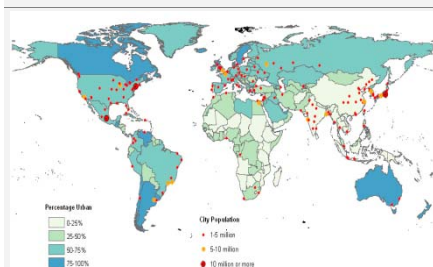 Percentage Urban
0-25%
25-50%
50-75%
75-100%
City Population
1-5 million
5-10 million
10 million or more